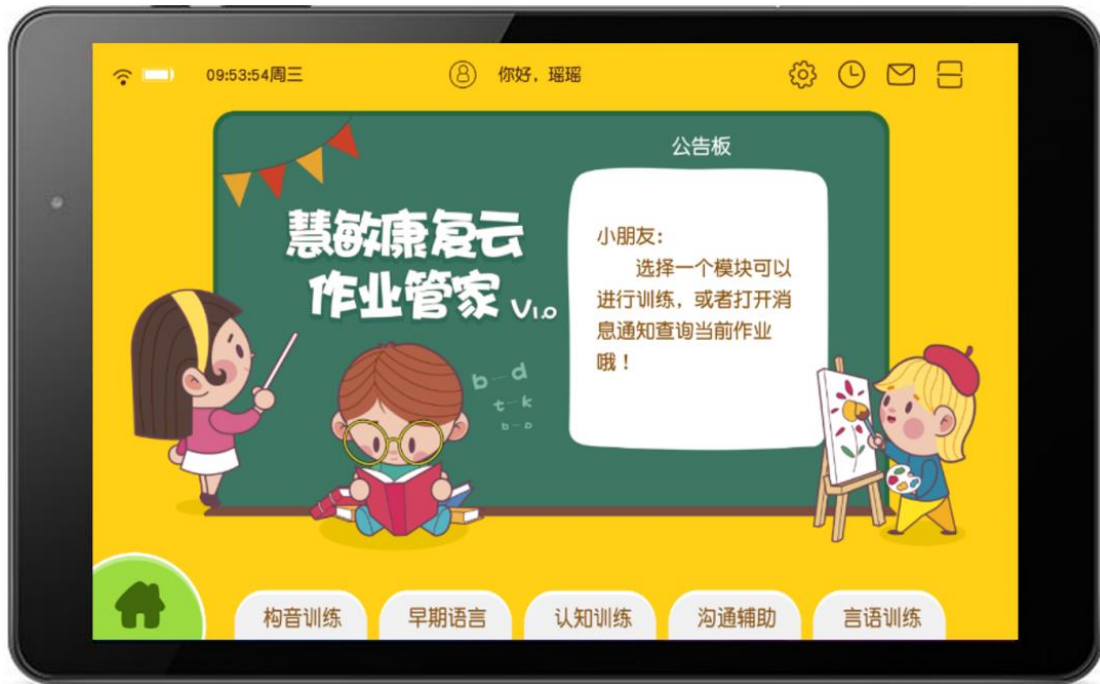 09:53:54周三
你好，瑶瑶
公告板
慧敏康复云
作业管家 V1.0
小朋友：
选择一个模块可以
进行训练，或者打开消
息通知查询当前作业
哦！
b—d
t—k
b—p
构音训练
早期语言
认知训练
沟通辅助
言语训练